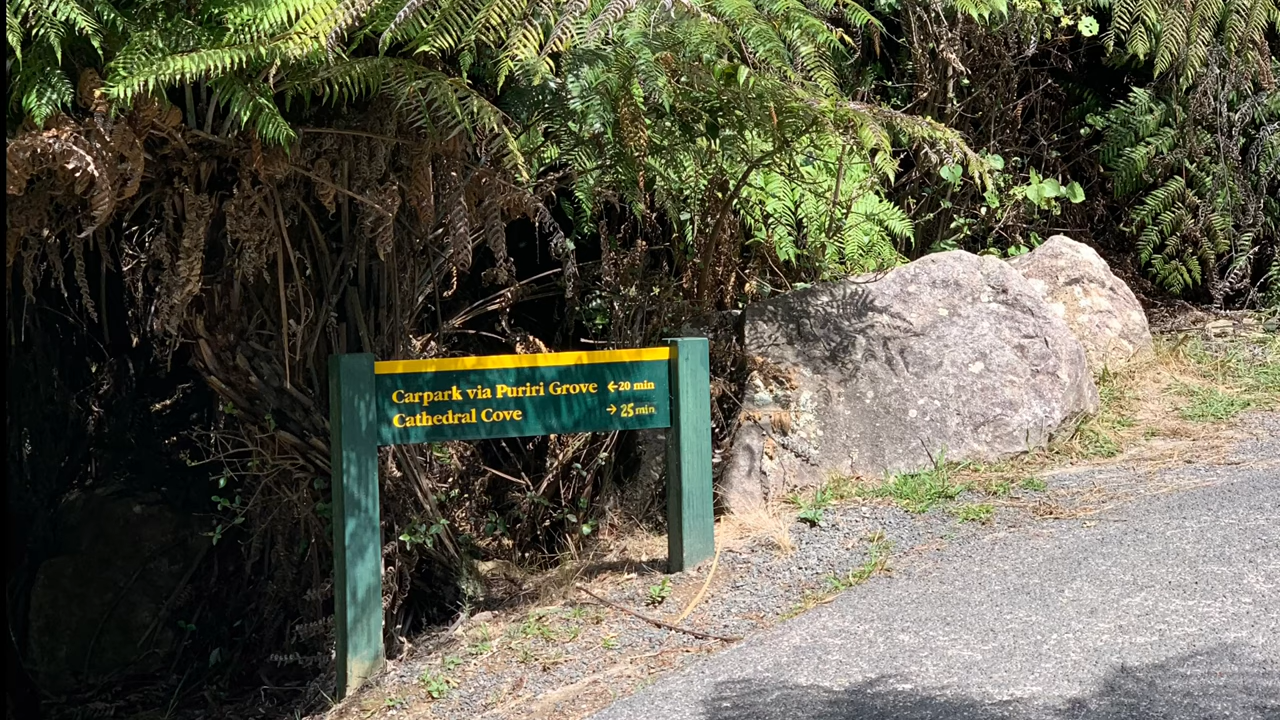 Carpark via Puriri Grove ←20 min
Cathedral Cove → 25 min